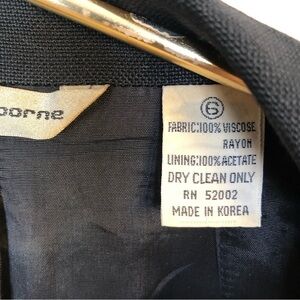 borne
6
FABRIC:100% VISCOSE
RAYON
LINING:100% ACETATE
DRY CLEAN ONLY
RN 52002
MADE IN KOREA